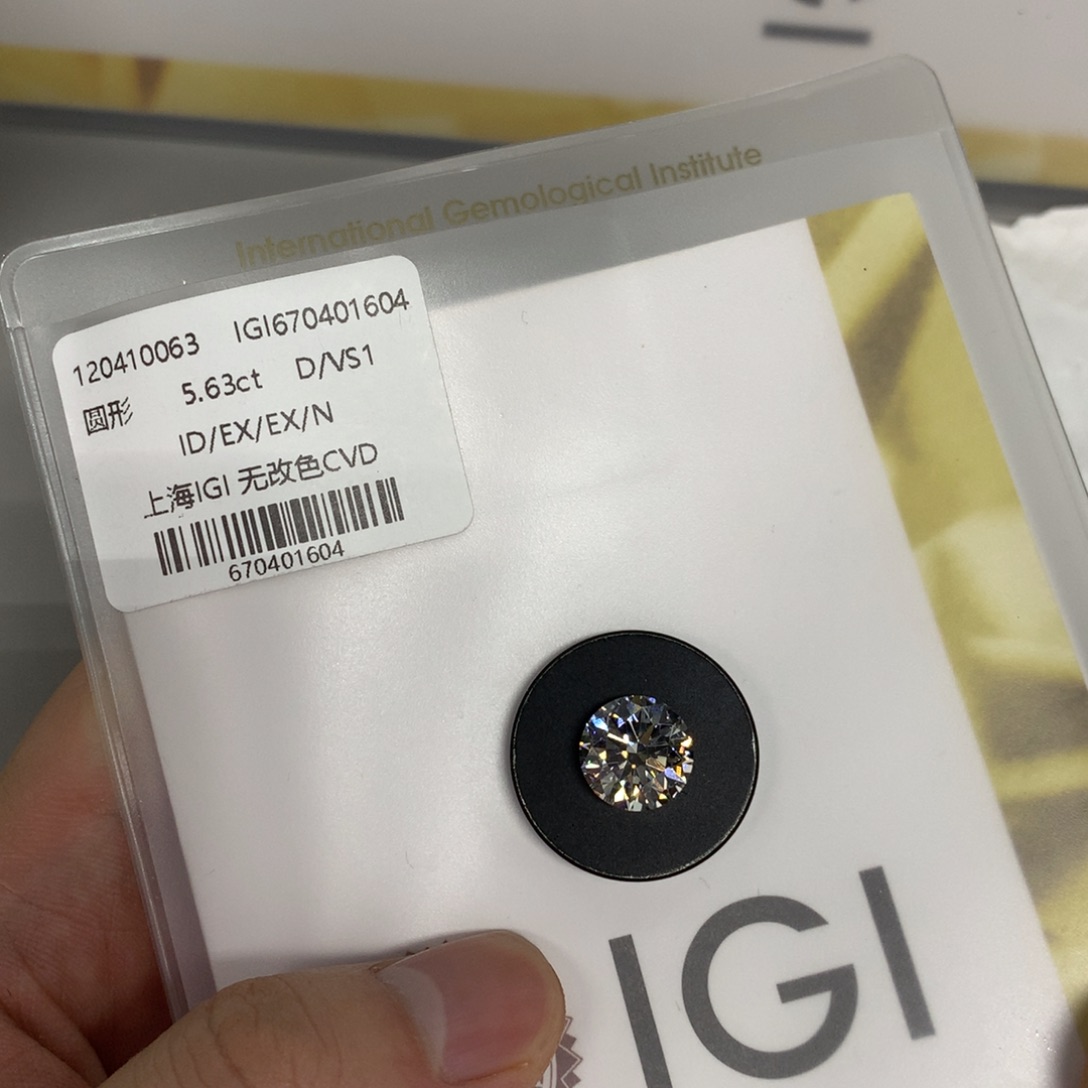 International Gemological Institute
120410063 IGI670401604
圆形 5.63ct D/VS1
ID/EX/EX/N
上海IGI 无改色CVD
670401604
IGI